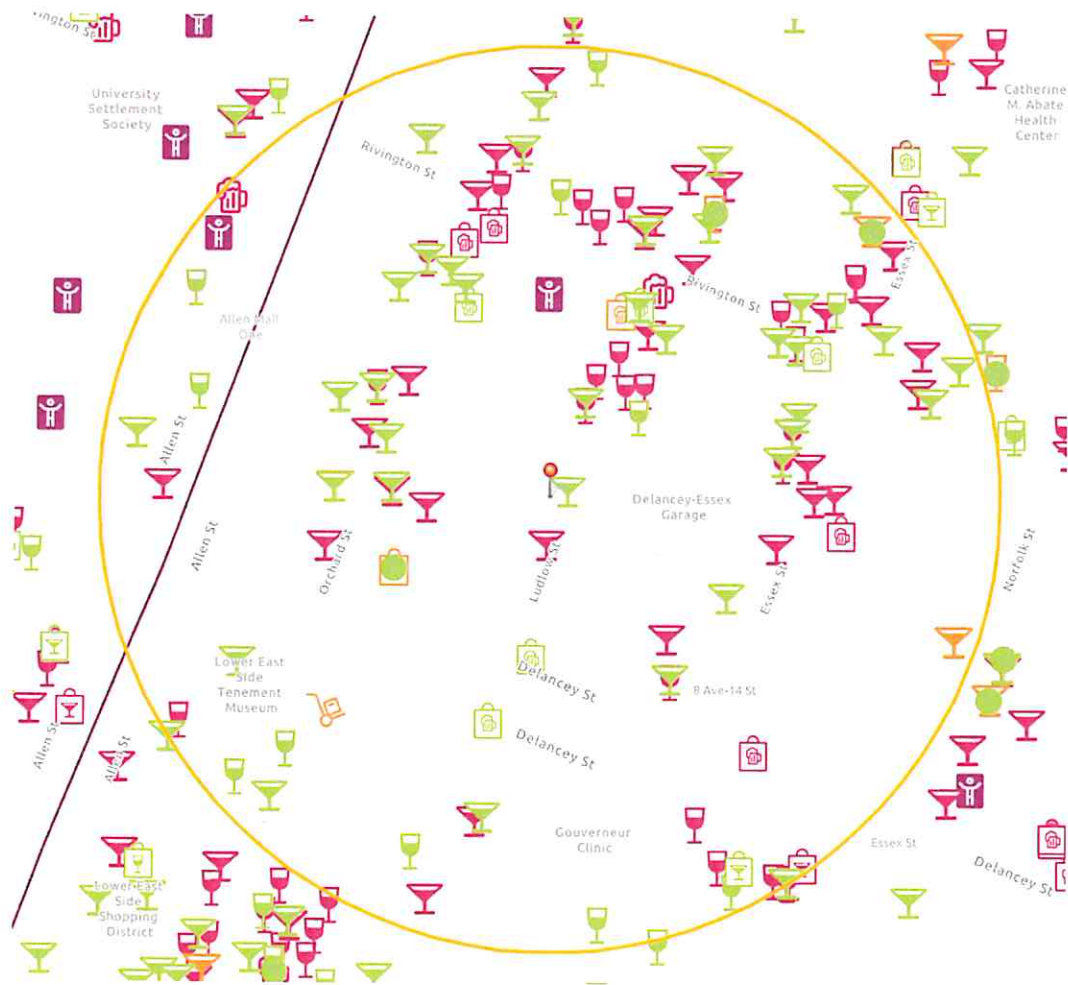 Rivington St
University
Settlement
Society
Catherine
M. Abate
Health
Center
Rivington St
Essex St
Rivington St
Allen Mall
One
Allen St
Delancey-Essex
Garage
Allen St
Orchard St
Ludlow St
Essex St
Norfolk St
Lower East
Side
Tenement
Museum
Delancey St
8 Ave-14 St
Allen St
Allen St
Delancey St
Gouverneur
Clinic
Essex St
Delancey St
Lower East
Side
Shopping
District